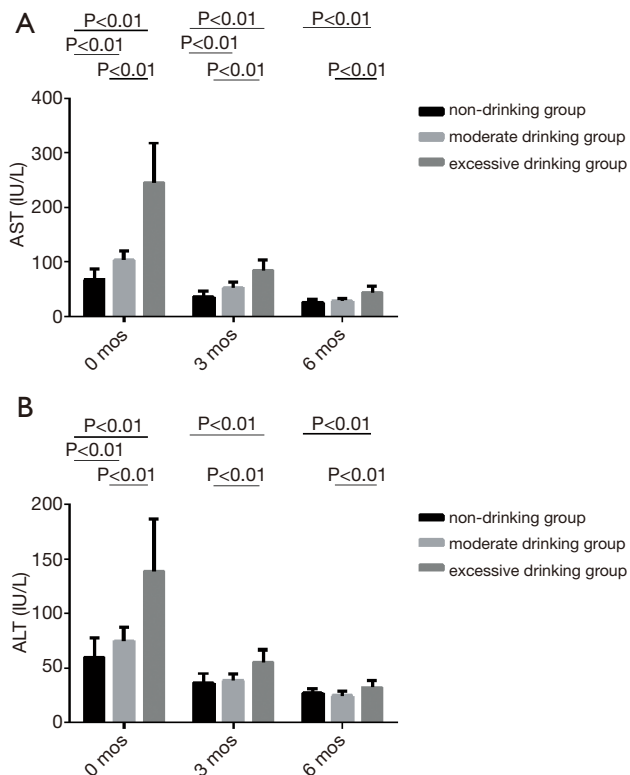 A
P<0.01 P<0.01 P<0.01
P<0.01 P<0.01
P<0.01 P<0.01 P<0.01
400
300
200
100
0
AST (IU/L)
0 mos 3 mos 6 mos
non-drinking group
moderate drinking group
excessive drinking group
B
P<0.01 P<0.01 P<0.01
P<0.01
P<0.01 P<0.01 P<0.01
200
150
100
50
0
ALT (IU/L)
0 mos 3 mos 6 mos
non-drinking group
moderate drinking group
excessive drinking group